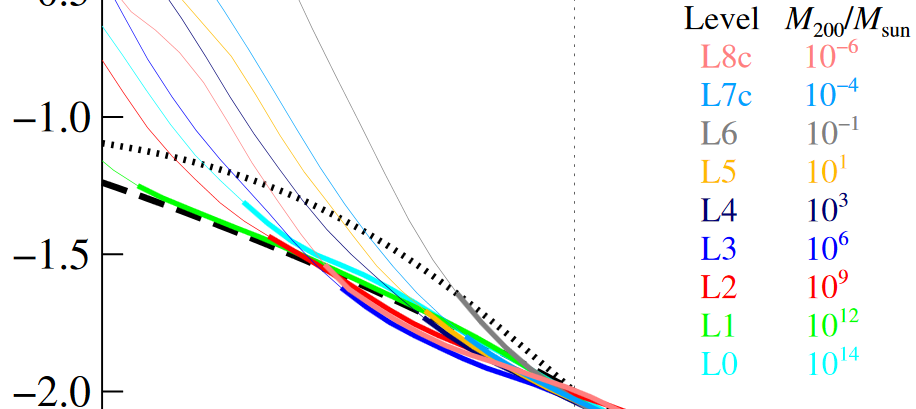 Level M₂₀₀/Mₛᵤₙ
L8c 10⁻⁶
L7c 10⁻⁴
L6 10⁻¹
L5 10¹
L4 10³
L3 10⁶
L2 10⁹
L1 10¹²
L0 10¹⁴
−1.0
−1.5
−2.0